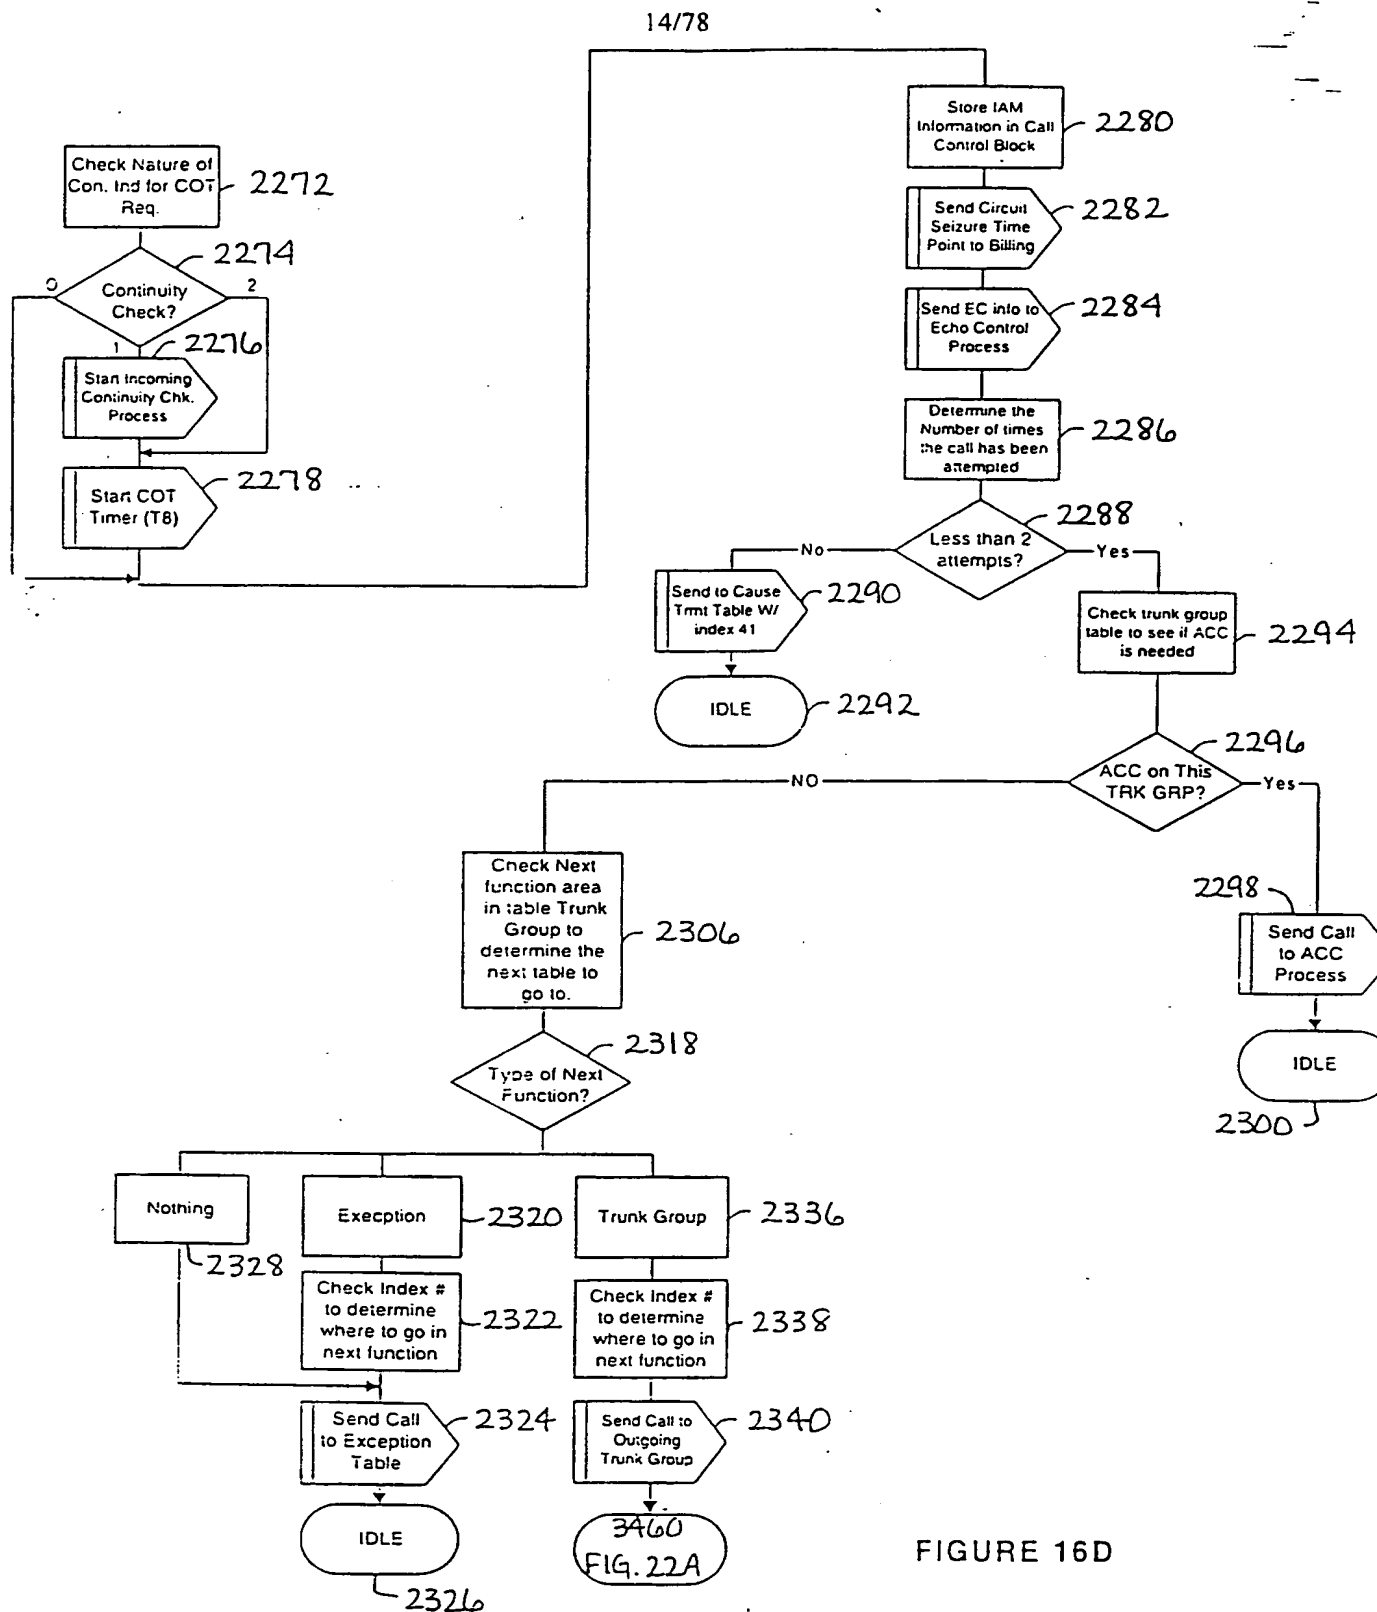 14/78
Check Nature of
Con. Ind for COT
Req.
2272
2274
0
Continuity
Check?
2
1
2276
Start Incoming
Continuity Chk.
Process
Start COT
Timer (T8)
2278
Store IAM
Information in Call
Control Block
2280
Send Circuit
Seizure Time
Point to Billing
2282
Send EC info to
Echo Control
Process
2284
Determine the
Number of times
the call has been
attempted
2286
2288
No
Less than 2
attempts?
Yes
Send to Cause
Trmt Table W/
index 41
2290
IDLE
2292
Check trunk group
table to see if ACC
is needed
2294
2296
NO
ACC on This
TRK GRP?
Yes
2298
Send Call
to ACC
Process
IDLE
2300
Check Next
function area
in table Trunk
Group to
determine the
next table to
go to.
2306
2318
Type of Next
Function?
Nothing
2328
Execption
2320
Trunk Group
2336
Check Index #
to determine
where to go in
next function
2322
Check Index #
to determine
where to go in
next function
2338
Send Call
to Exception
Table
2324
Send Call to
Outgoing
Trunk Group
2340
IDLE
2326
3460
FIG. 22A
FIGURE 16D